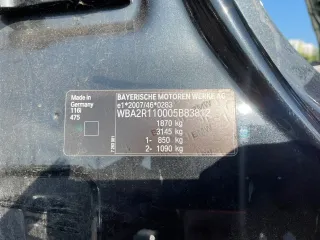 Made in
Germany
BAYERISCHE MOTOREN WERKE AG
e1*2007/46*0283
WBA2R110005B83812
475
1870 kg
3145 kg
1- 850 kg
2- 1090 kg